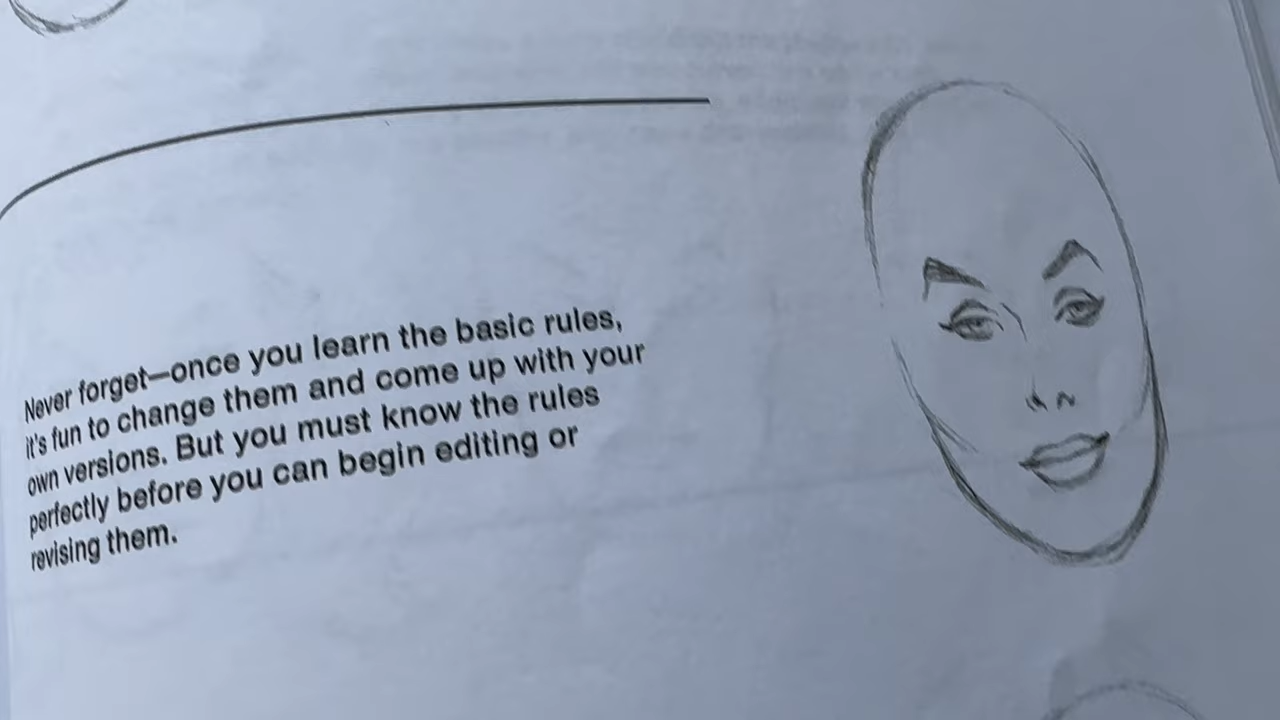 Never forget—once you learn the basic rules,
it's fun to change them and come up with your
own versions. But you must know the rules
perfectly before you can begin editing or
revising them.